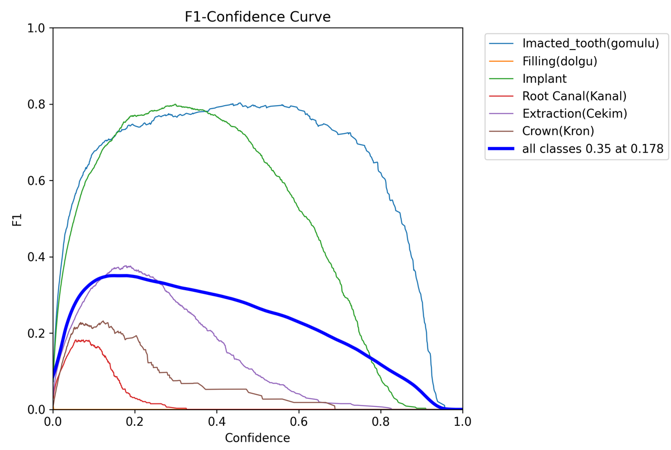 F1-Confidence Curve
1.0
0.8
0.6
0.4
0.2
0.0
F1
0.0 0.2 0.4 0.6 0.8 1.0
Confidence
Imacted_tooth(gomulu)
Filling(dolgu)
Implant
Root Canal(Kanal)
Extraction(Cekim)
Crown(Kron)
all classes 0.35 at 0.178